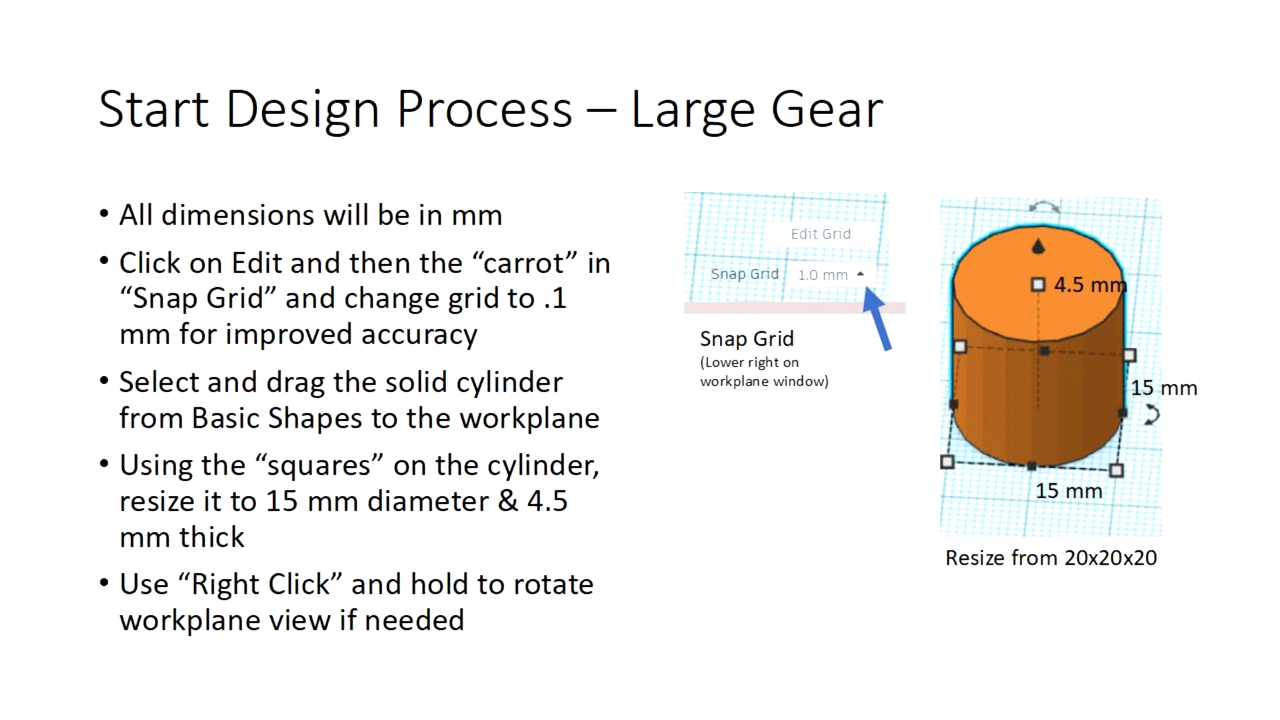 Start Design Process – Large Gear
• All dimensions will be in mm
• Click on Edit and then the “carrot” in
“Snap Grid” and change grid to .1
mm for improved accuracy
• Select and drag the solid cylinder
from Basic Shapes to the workplane
• Using the “squares” on the cylinder,
resize it to 15 mm diameter & 4.5
mm thick
• Use “Right Click” and hold to rotate
workplane view if needed
Edit Grid
Snap Grid 1.0 mm
Snap Grid
(Lower right on
workplane window)
4.5 mm
15 mm
15 mm
Resize from 20x20x20